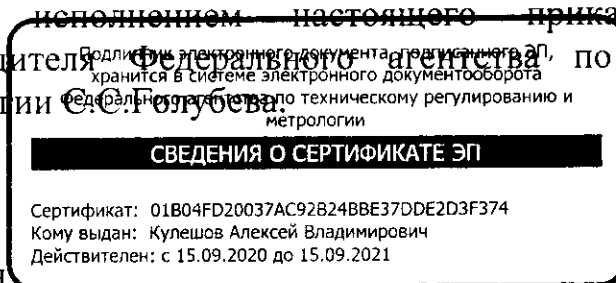 исполнением настоящего прика
дителя Федерального агентства по
гии С.С.Голубева.
Подлинник электронного документа, подписанного ЭП,
хранится в системе электронного документооборота
Федерального агентства по техническому регулированию и
метрологии
СВЕДЕНИЯ О СЕРТИФИКАТЕ ЭП
Сертификат: 01B04FD20037AC92B24BBE37DDE2D3F374
Кому выдан: Кулешов Алексей Владимирович
Действителен: с 15.09.2020 до 15.09.2021